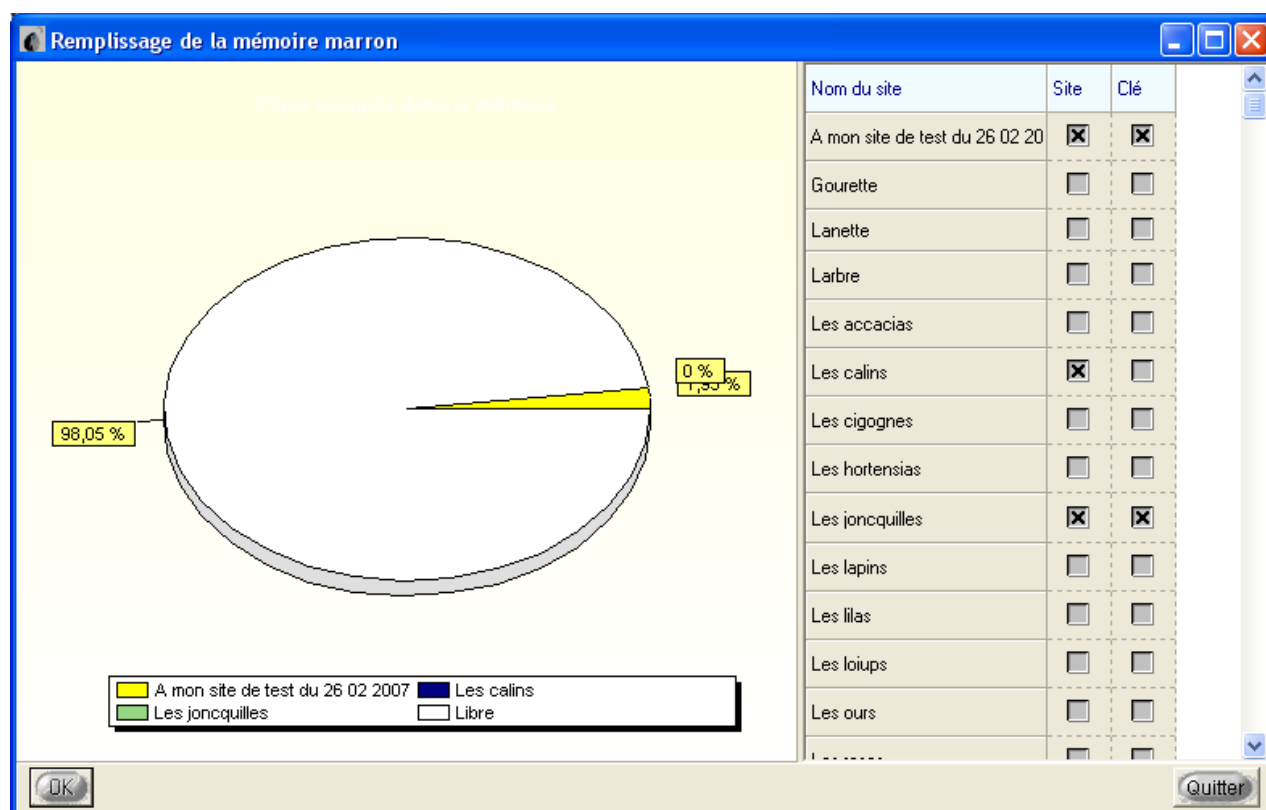 Remplissage de la mémoire marron
Nom du site Site Clé
A mon site de test du 26 02 20
Gourette
Lanette
Larbre
Les accacias
Les calins
Les cigognes
Les hortensias
Les joncquilles
Les lapins
Les lilas
Les loiups
Les ours
0 %
1,95 %
98,05 %
A mon site de test du 26 02 2007 Les calins
Les joncquilles Libre
OK Quitter